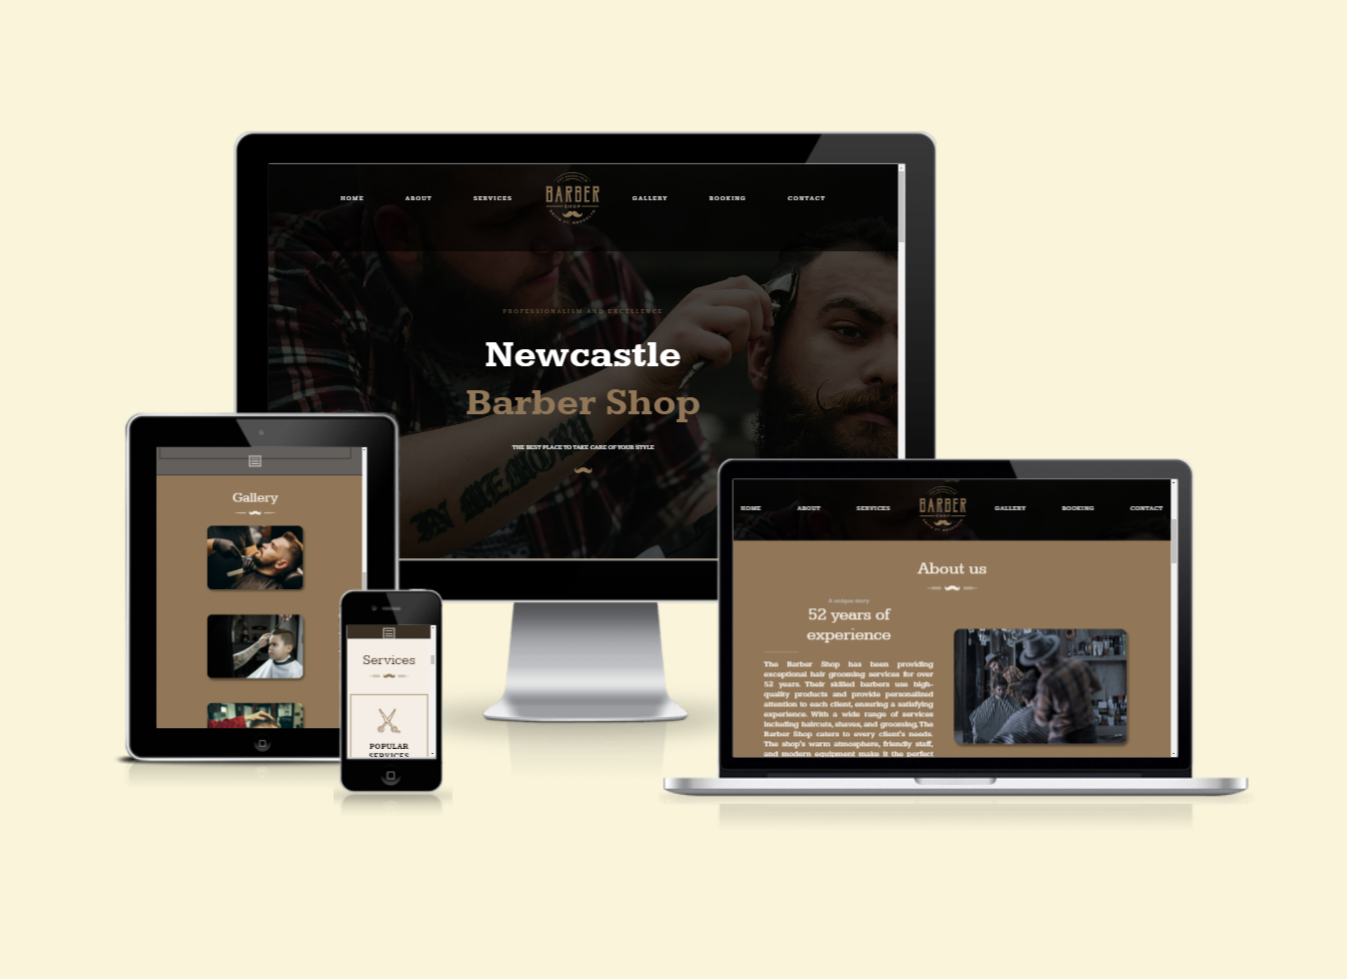 HOME ABOUT SERVICES BARBER SHOP GALLERY BOOKING CONTACT
PROFESSIONALISM AND EXCELLENCE
Newcastle
Barber Shop
THE BEST PLACE TO TAKE CARE OF YOUR STYLE
IN MEMORY
Gallery
Services
POPULAR
SERVICES
HOME ABOUT SERVICES BARBER SHOP GALLERY BOOKING CONTACT
About us
A unique story
52 years of
experience
The Barber Shop has been providing
exceptional hair grooming services for over
52 years. Their skilled barbers use high-
quality products and provide personalized
attention to each client, ensuring a satisfying
experience. With a wide range of services
including haircuts, shaves, and grooming, The
Barber Shop caters to every client's needs.
The shop's warm atmosphere, friendly staff,
and modern equipment make it the perfect